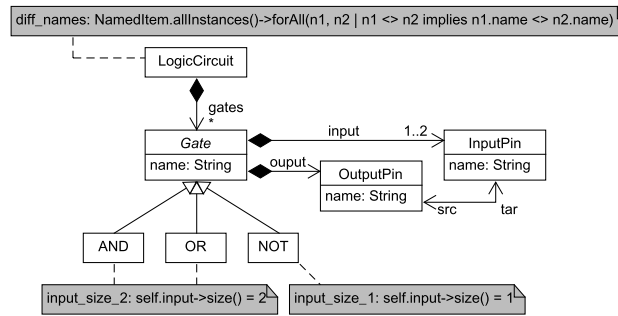 diff_names: NamedItem.allInstances()->forAll(n1, n2 | n1 <> n2 implies n1.name <> n2.name)
LogicCircuit
gates
*
Gate
name: String
input
1..2
InputPin
name: String
ouput
OutputPin
name: String
src
tar
AND
OR
NOT
input_size_2: self.input->size() = 2
input_size_1: self.input->size() = 1